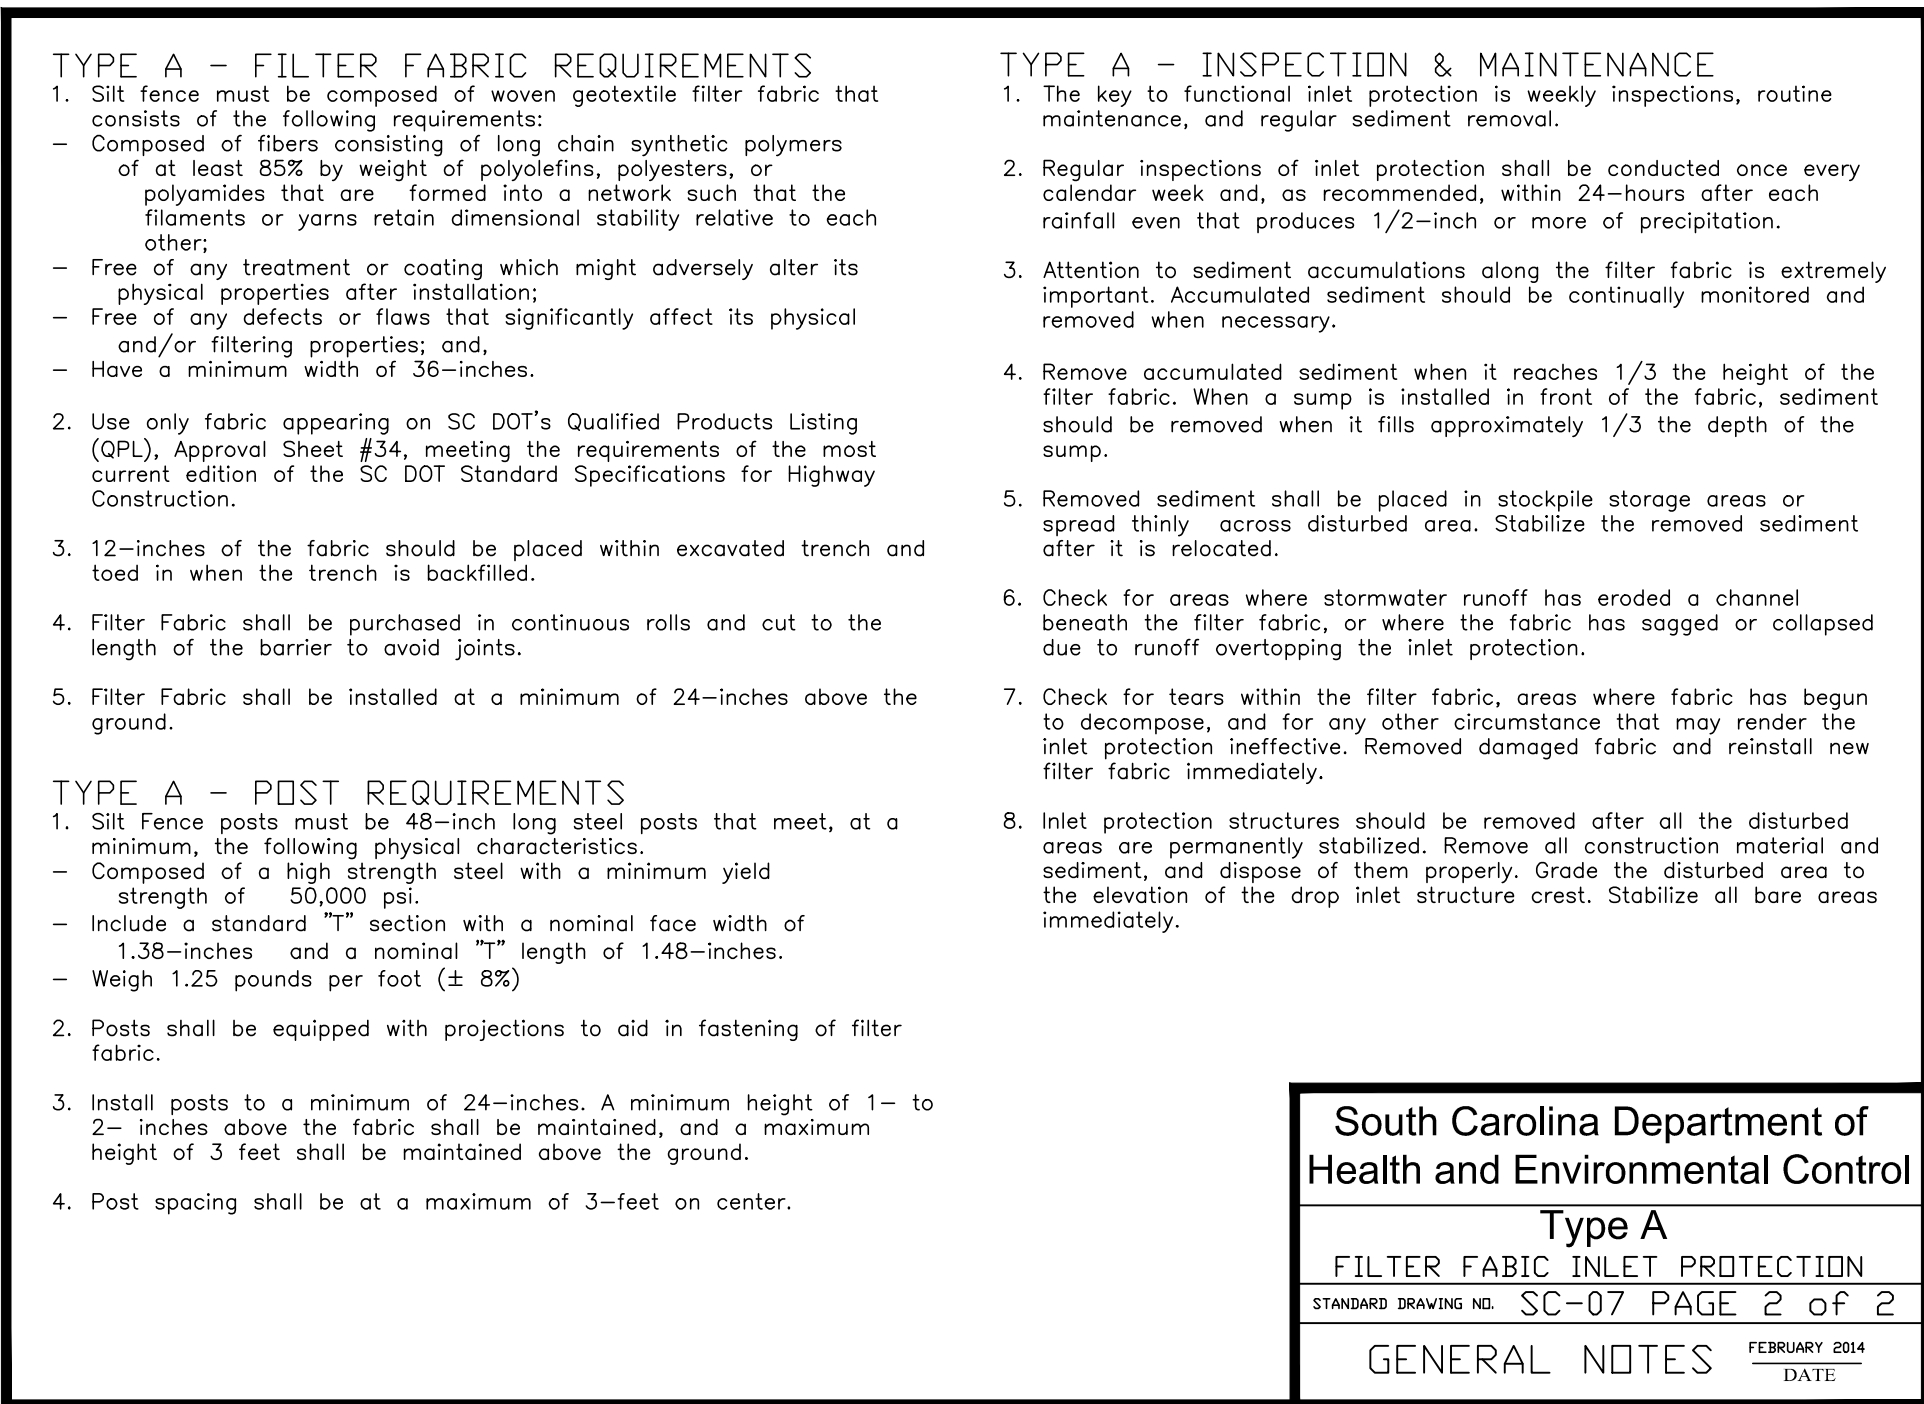 TYPE A - FILTER FABRIC REQUIREMENTS
1. Silt fence must be composed of woven geotextile filter fabric that
consists of the following requirements:
- Composed of fibers consisting of long chain synthetic polymers
of at least 85% by weight of polyolefins, polyesters, or
polyamides that are formed into a network such that the
filaments or yarns retain dimensional stability relative to each
other;
- Free of any treatment or coating which might adversely alter its
physical properties after installation;
- Free of any defects or flaws that significantly affect its physical
and/or filtering properties; and,
- Have a minimum width of 36-inches.
2. Use only fabric appearing on SC DOT's Qualified Products Listing
(QPL), Approval Sheet #34, meeting the requirements of the most
current edition of the SC DOT Standard Specifications for Highway
Construction.
3. 12-inches of the fabric should be placed within excavated trench and
toed in when the trench is backfilled.
4. Filter Fabric shall be purchased in continuous rolls and cut to the
length of the barrier to avoid joints.
5. Filter Fabric shall be installed at a minimum of 24-inches above the
ground.
TYPE A - POST REQUIREMENTS
1. Silt Fence posts must be 48-inch long steel posts that meet, at a
minimum, the following physical characteristics.
- Composed of a high strength steel with a minimum yield
strength of 50,000 psi.
- Include a standard "T" section with a nominal face width of
1.38-inches and a nominal "T" length of 1.48-inches.
- Weigh 1.25 pounds per foot (± 8%)
2. Posts shall be equipped with projections to aid in fastening of filter
fabric.
3. Install posts to a minimum of 24-inches. A minimum height of 1- to
2- inches above the fabric shall be maintained, and a maximum
height of 3 feet shall be maintained above the ground.
4. Post spacing shall be at a maximum of 3-feet on center.
TYPE A - INSPECTION & MAINTENANCE
1. The key to functional inlet protection is weekly inspections, routine
maintenance, and regular sediment removal.
2. Regular inspections of inlet protection shall be conducted once every
calendar week and, as recommended, within 24-hours after each
rainfall even that produces 1/2-inch or more of precipitation.
3. Attention to sediment accumulations along the filter fabric is extremely
important. Accumulated sediment should be continually monitored and
removed when necessary.
4. Remove accumulated sediment when it reaches 1/3 the height of the
filter fabric. When a sump is installed in front of the fabric, sediment
should be removed when it fills approximately 1/3 the depth of the
sump.
5. Removed sediment shall be placed in stockpile storage areas or
spread thinly across disturbed area. Stabilize the removed sediment
after it is relocated.
6. Check for areas where stormwater runoff has eroded a channel
beneath the filter fabric, or where the fabric has sagged or collapsed
due to runoff overtopping the inlet protection.
7. Check for tears within the filter fabric, areas where fabric has begun
to decompose, and for any other circumstance that may render the
inlet protection ineffective. Removed damaged fabric and reinstall new
filter fabric immediately.
8. Inlet protection structures should be removed after all the disturbed
areas are permanently stabilized. Remove all construction material and
sediment, and dispose of them properly. Grade the disturbed area to
the elevation of the drop inlet structure crest. Stabilize all bare areas
immediately.
South Carolina Department of
Health and Environmental Control
Type A
FILTER FABIC INLET PROTECTION
STANDARD DRAWING NO. SC-07 PAGE 2 of 2
GENERAL NOTES FEBRUARY 2014
DATE